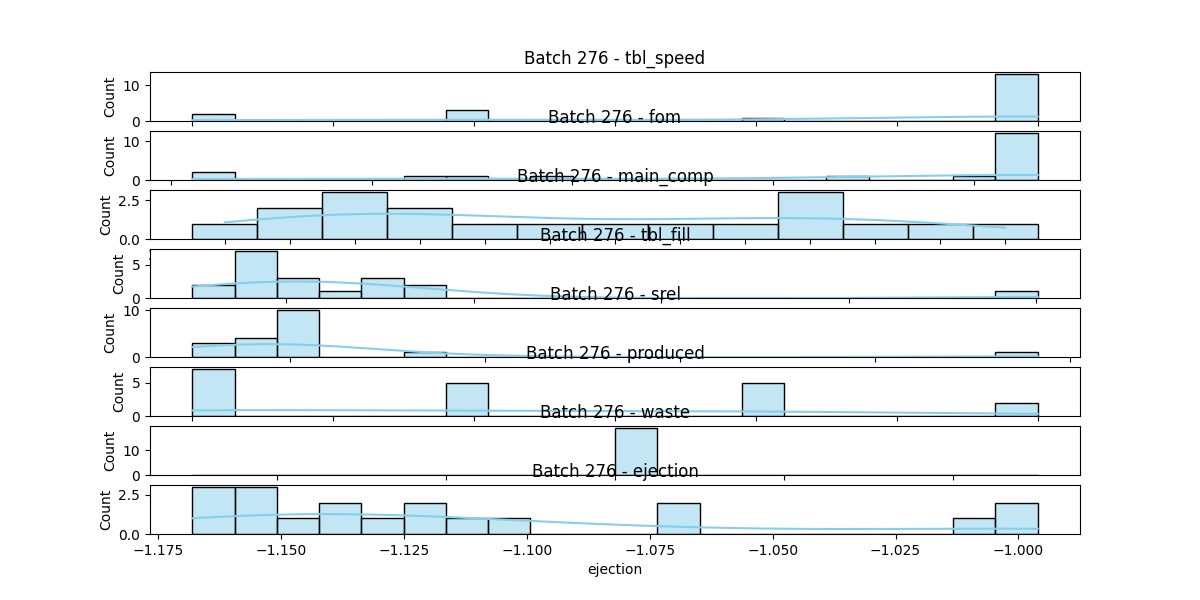 Batch 276 - tbl_speed
Count
10
0
Batch 276 - fom
Count
10
0
Batch 276 - main_comp
Count
2.5
0.0
Batch 276 - tbl_fill
Count
5
0
Batch 276 - srel
Count
10
0
Batch 276 - produced
Count
5
0
Batch 276 - waste
Count
10
0
Batch 276 - ejection
Count
2.5
0.0
−1.175 −1.150 −1.125 −1.100 −1.075 −1.050 −1.025 −1.000
ejection